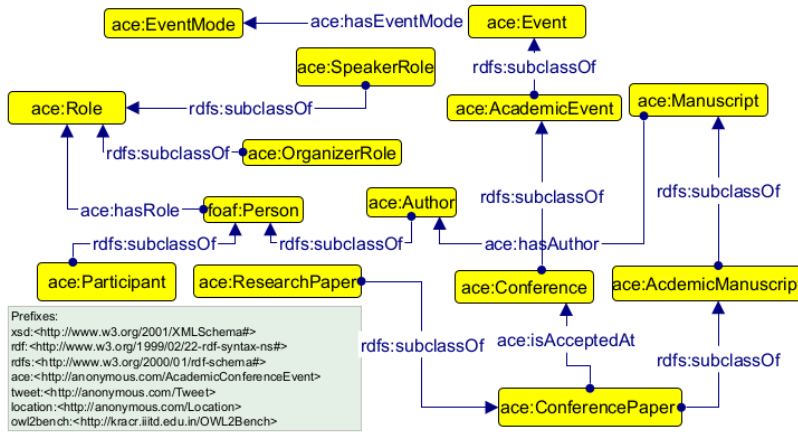 ace:EventMode
ace:hasEventMode
ace:Event
ace:SpeakerRole
rdfs:subclassOf
ace:Role
rdfs:subclassOf
ace:AcademicEvent
ace:Manuscript
rdfs:subclassOf
ace:OrganizerRole
rdfs:subclassOf
rdfs:subclassOf
ace:hasRole
foaf:Person
ace:Author
rdfs:subclassOf
rdfs:subclassOf
ace:hasAuthor
ace:Participant
ace:ResearchPaper
ace:Conference
ace:AcdemicManuscript
Prefixes:
xsd:<http://www.w3.org/2001/XMLSchema#>
rdf:<http://www.w3.org/1999/02/22-rdf-syntax-ns#>
rdfs:<http://www.w3.org/2000/01/rdf-schema#>
ace:<http://anonymous.com/AcademicConferenceEvent>
tweet:<http://anonymous.com/Tweet>
location:<http://anonymous.com/Location>
owl2bench:<http://kracr.iiitd.edu.in/OWL2Bench>
rdfs:subclassOf
ace:isAcceptedAt
rdfs:subclassOf
ace:ConferencePaper